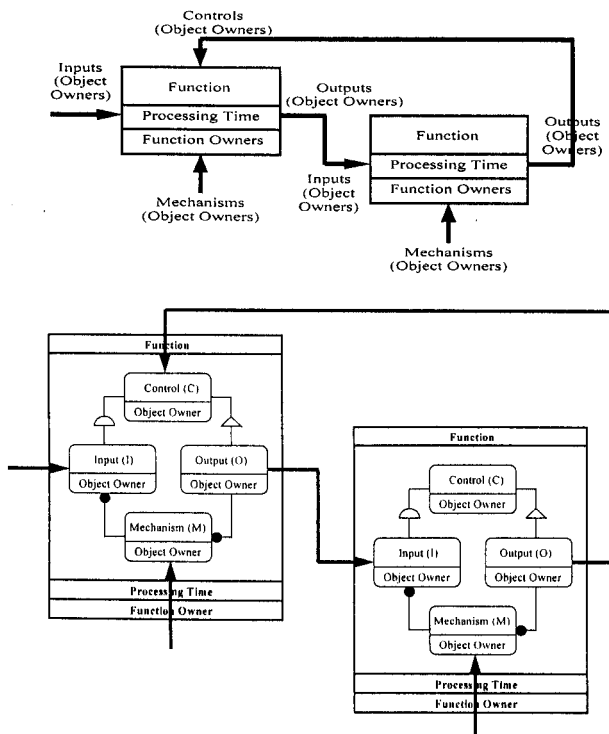 Controls
(Object Owners)
Inputs
(Object
Owners)
Function
Processing Time
Function Owners
Outputs
(Object Owners)
Mechanisms
(Object Owners)
Function
Processing Time
Function Owners
Inputs
(Object
Owners)
Outputs
(Object
Owners)
Mechanisms
(Object Owners)
Function
Control (C)
Object Owner
Input (I)
Object Owner
Output (O)
Object Owner
Mechanism (M)
Object Owner
Processing Time
Function Owner
Function
Control (C)
Object Owner
Input (I)
Object Owner
Output (O)
Object Owner
Mechanism (M)
Object Owner
Processing Time
Function Owner